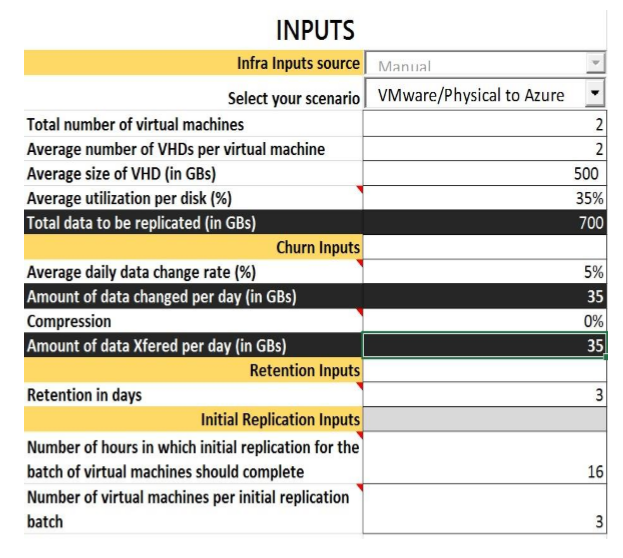 INPUTS
Infra Inputs source Manual
Select your scenario VMware/Physical to Azure
Total number of virtual machines 2
Average number of VHDs per virtual machine 2
Average size of VHD (in GBs) 500
Average utilization per disk (%) 35%
Total data to be replicated (in GBs) 700
Churn Inputs
Average daily data change rate (%) 5%
Amount of data changed per day (in GBs) 35
Compression 0%
Amount of data Xfered per day (in GBs) 35
Retention Inputs
Retention in days 3
Initial Replication Inputs
Number of hours in which initial replication for the
batch of virtual machines should complete 16
Number of virtual machines per initial replication
batch 3